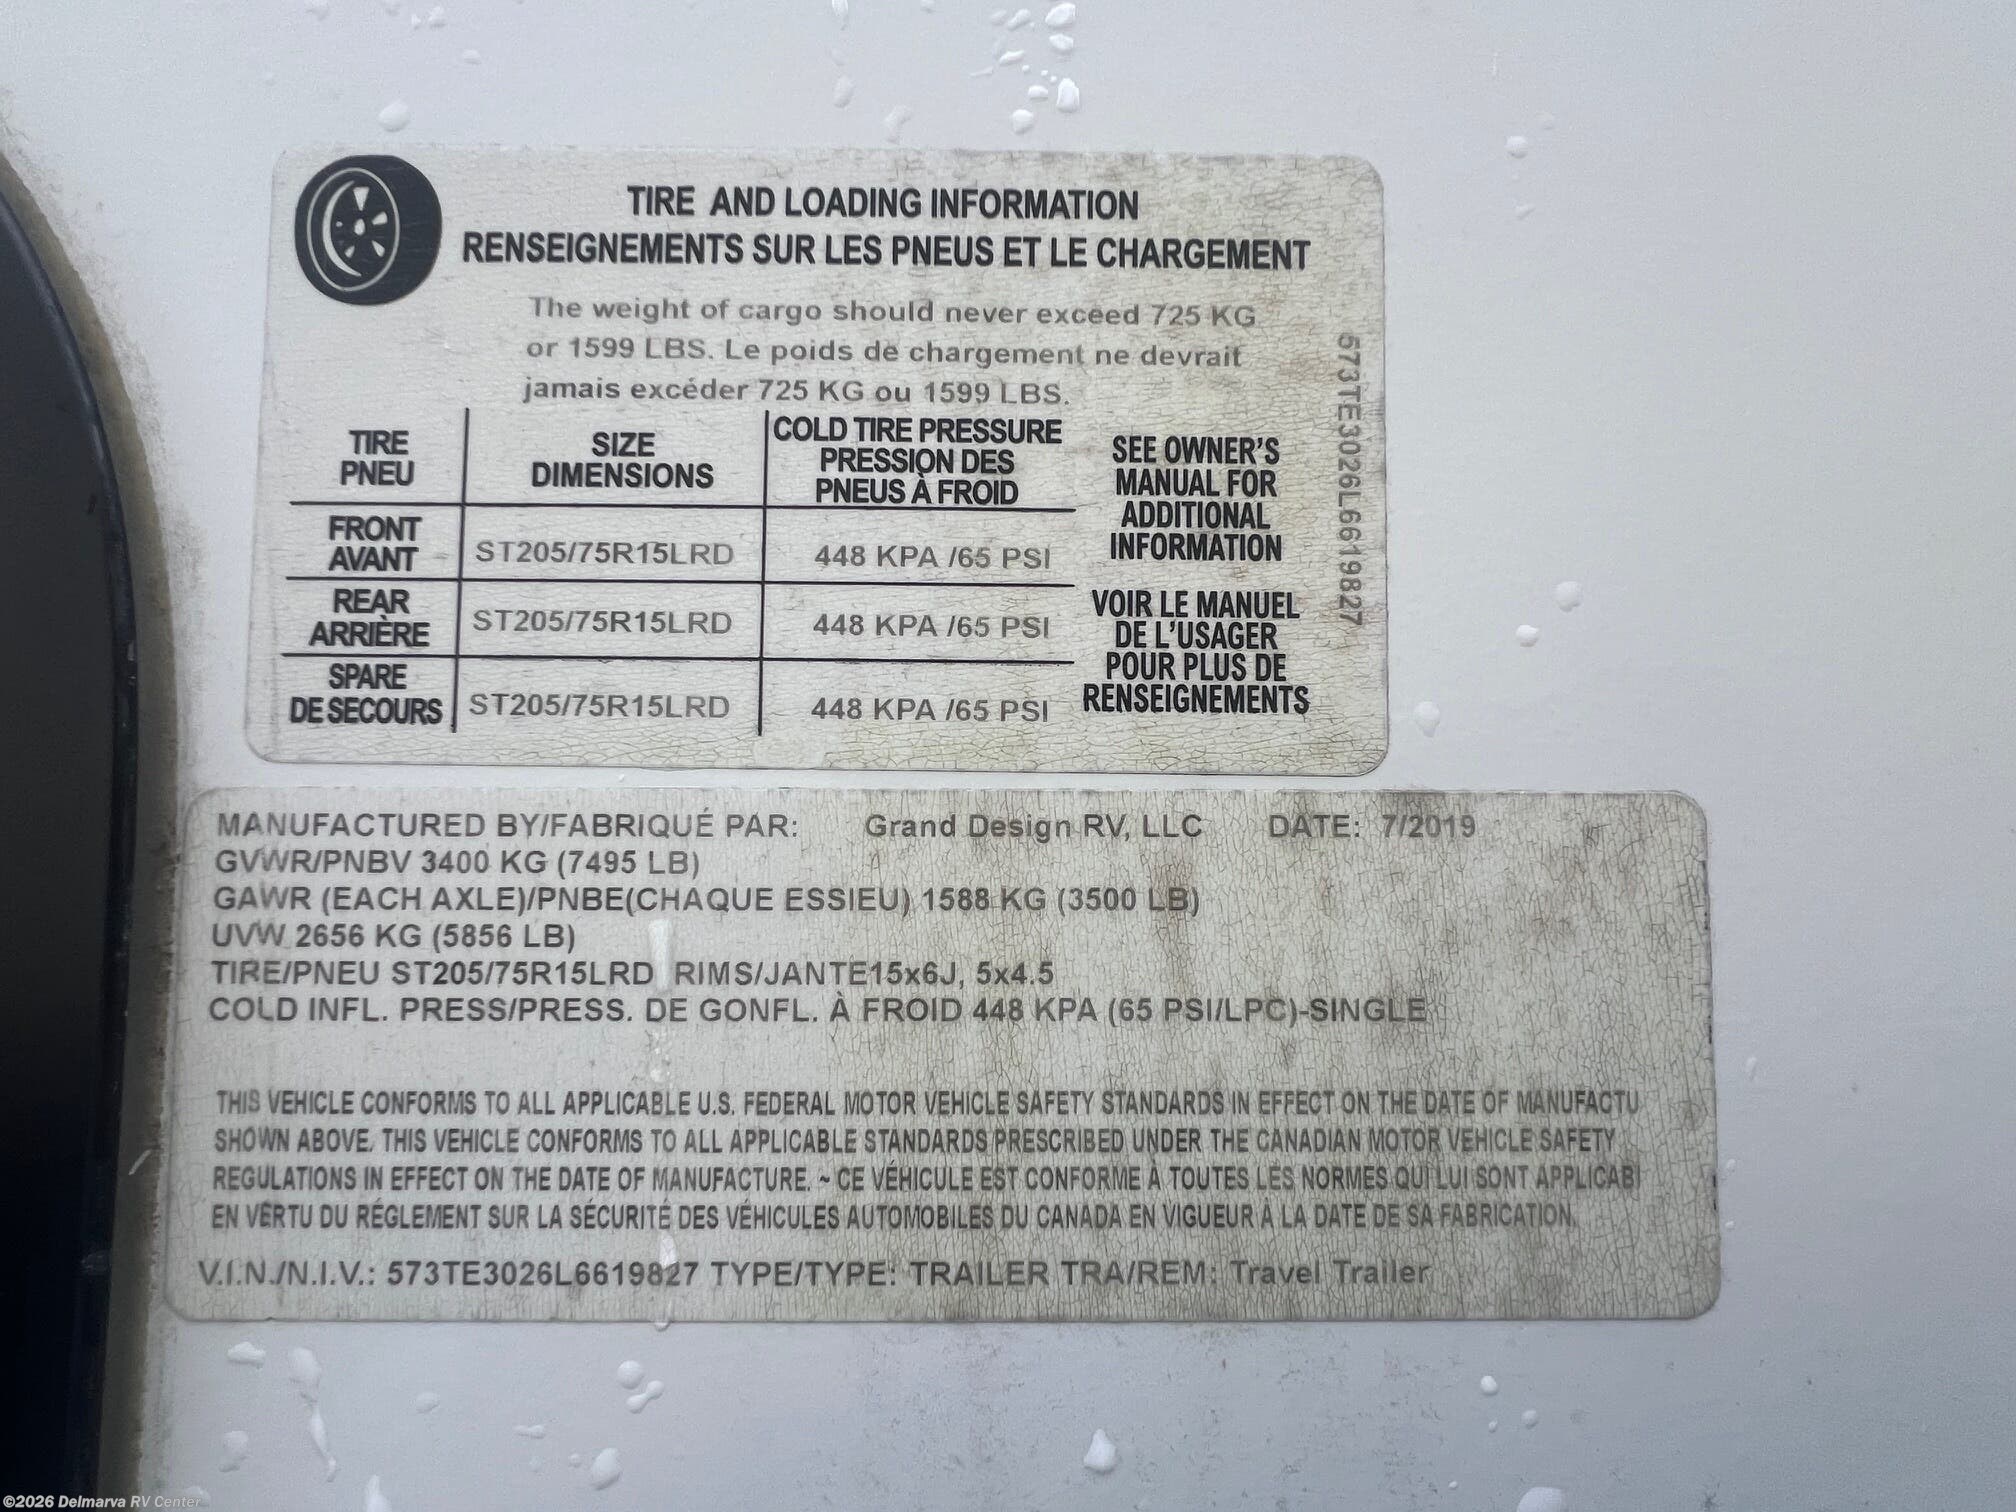 TIRE AND LOADING INFORMATION
RENSEIGNEMENTS SUR LES PNEUS ET LE CHARGEMENT
The weight of cargo should never exceed 725 KG
or 1599 LBS. Le poids de chargement ne devrait
jamais excéder 725 KG ou 1599 LBS.
TIRE
PNEU
SIZE
DIMENSIONS
COLD TIRE PRESSURE
PRESSION DES
PNEUS À FROID
FRONT
AVANT
ST205/75R15LRD
448 KPA /65 PSI
REAR
ARRIÈRE
ST205/75R15LRD
448 KPA /65 PSI
SPARE
DE SECOURS
ST205/75R15LRD
448 KPA /65 PSI
SEE OWNER'S
MANUAL FOR
ADDITIONAL
INFORMATION
VOIR LE MANUEL
DE L'USAGER
POUR PLUS DE
RENSEIGNEMENTS
573TE3026L6619827
MANUFACTURED BY/FABRIQUÉ PAR: Grand Design RV, LLC DATE: 7/2019
GVWR/PNBV 3400 KG (7495 LB)
GAWR (EACH AXLE)/PNBE(CHAQUE ESSIEU) 1588 KG (3500 LB)
UVW 2656 KG (5856 LB)
TIRE/PNEU ST205/75R15LRD RIMS/JANTE15x6J, 5x4.5
COLD INFL. PRESS/PRESS. DE GONFL. À FROID 448 KPA (65 PSI/LPC)-SINGLE
THIS VEHICLE CONFORMS TO ALL APPLICABLE U.S. FEDERAL MOTOR VEHICLE SAFETY STANDARDS IN EFFECT ON THE DATE OF MANUFACTU
SHOWN ABOVE. THIS VEHICLE CONFORMS TO ALL APPLICABLE STANDARDS PRESCRIBED UNDER THE CANADIAN MOTOR VEHICLE SAFETY
REGULATIONS IN EFFECT ON THE DATE OF MANUFACTURE. ~ CE VÉHICULE EST CONFORME À TOUTES LES NORMES QUI LUI SONT APPLICABI
EN VERTU DU RÉGLEMENT SUR LA SÉCURITÉ DES VÉHICULES AUTOMOBILES DU CANADA EN VIGUEUR À LA DATE DE SA FABRICATION.
V.I.N./N.I.V.: 573TE3026L6619827 TYPE/TYPE: TRAILER TRA/REM: Travel Trailer
©2026 Delmarva RV Center